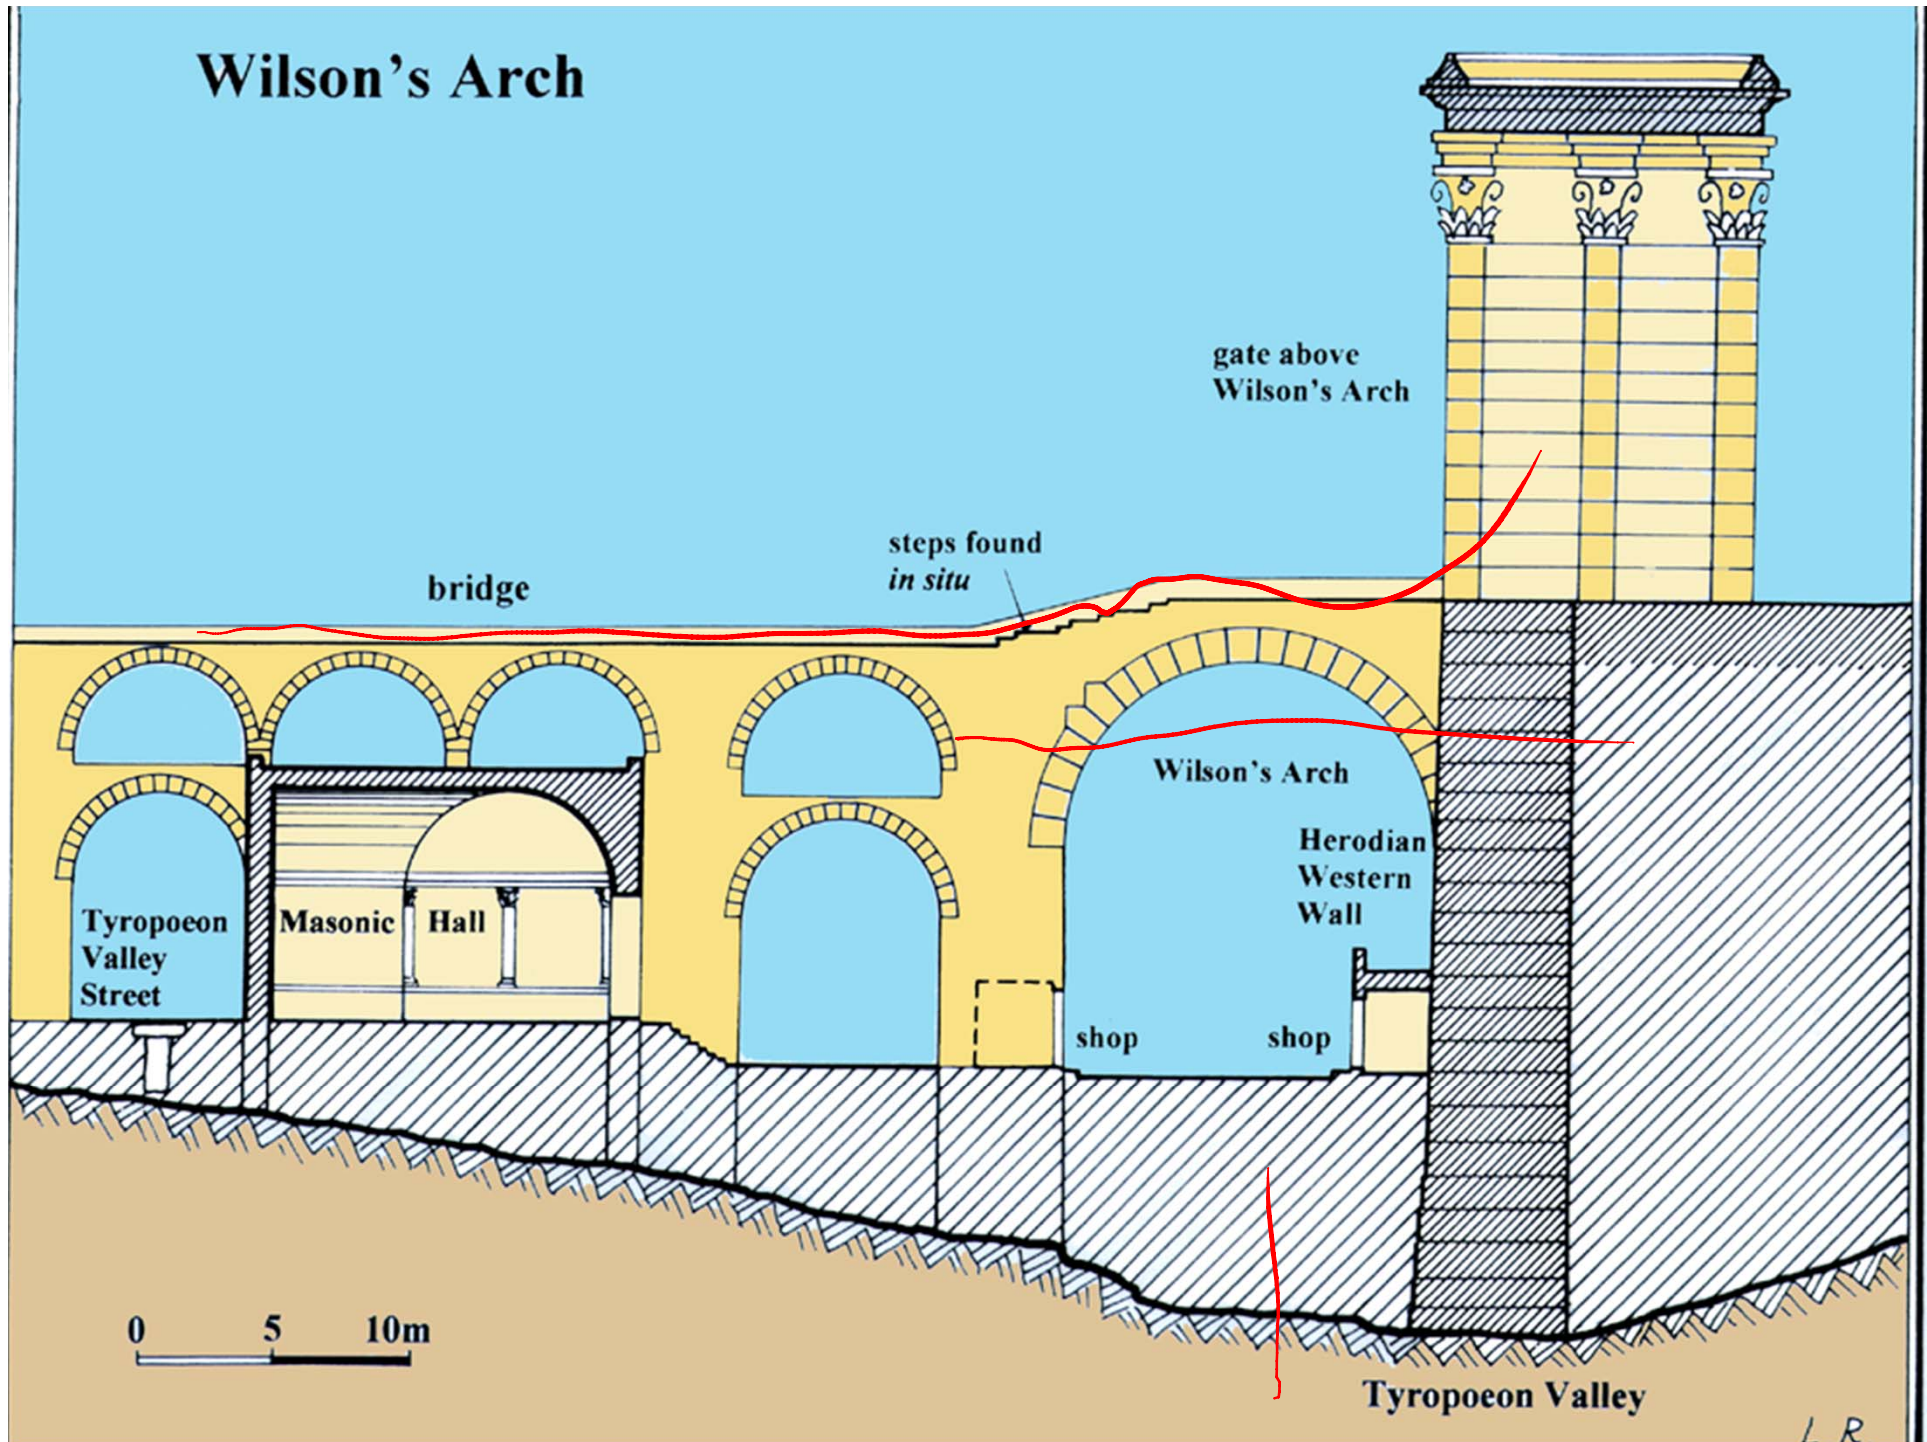 Wilson's Arch
gate above
Wilson's Arch
steps found
in situ
bridge
Wilson's Arch
Herodian
Western
Wall
Tyropoeon
Valley
Street
Masonic Hall
shop
shop
0 5 10m
Tyropoeon Valley
L R